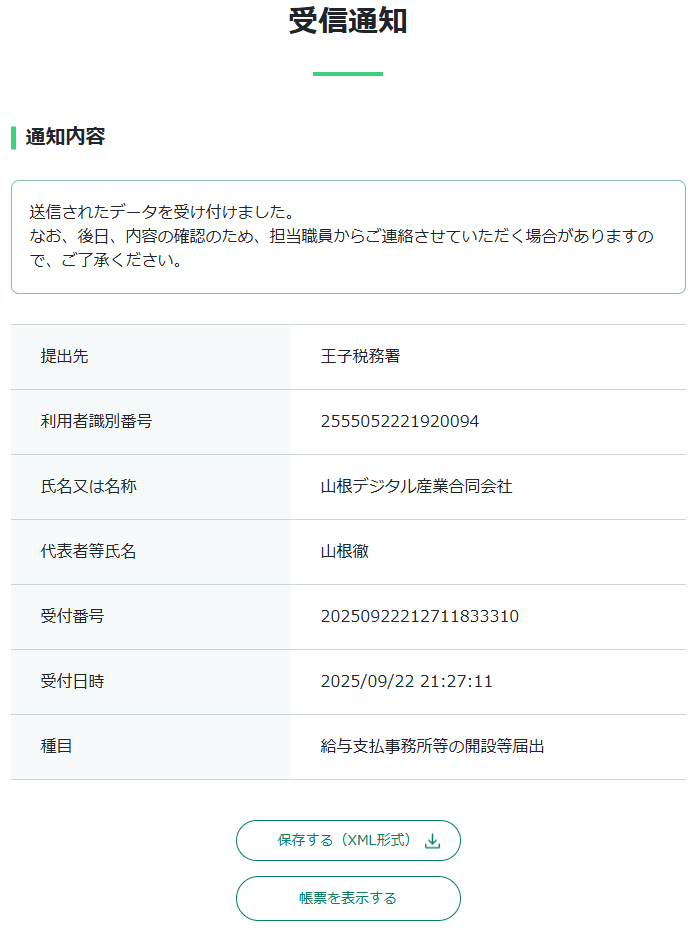 受信通知
通知内容
送信されたデータを受け付けました。
なお、後日、内容の確認のため、担当職員からご連絡させていただく場合がありますの
で、ご了承ください。
提出先 王子税務署
利用者識別番号 2555052221920094
氏名又は名称 山根デジタル産業合同会社
代表者等氏名 山根徹
受付番号 20250922212711833310
受付日時 2025/09/22 21:27:11
種目 給与支払事務所等の開設等届出
保存する（XML形式）
帳票を表示する